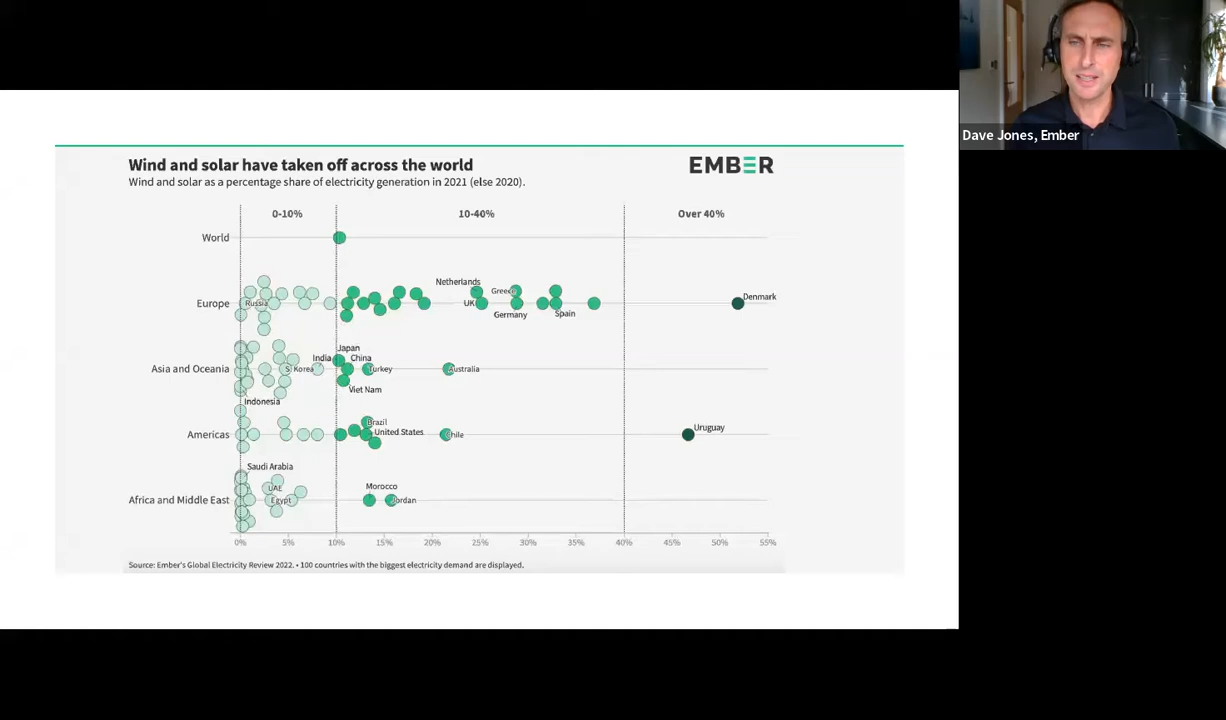 Dave Jones, Ember
Wind and solar have taken off across the world
EMBER
Wind and solar as a percentage share of electricity generation in 2021 (else 2020).
0-10%
10-40%
Over 40%
World
Netherlands
Greece
Denmark
Europe
Russia
UK
Germany
Spain
Japan
India
China
Asia and Oceania
S. Korea
Turkey
Australia
Viet Nam
Indonesia
Brazil
Uruguay
Americas
United States
Chile
Saudi Arabia
UAE
Morocco
Africa and Middle East
Egypt
Jordan
0% 5% 10% 15% 20% 25% 30% 35% 40% 45% 50% 55%
Source: Ember's Global Electricity Review 2022. • 100 countries with the biggest electricity demand are displayed.